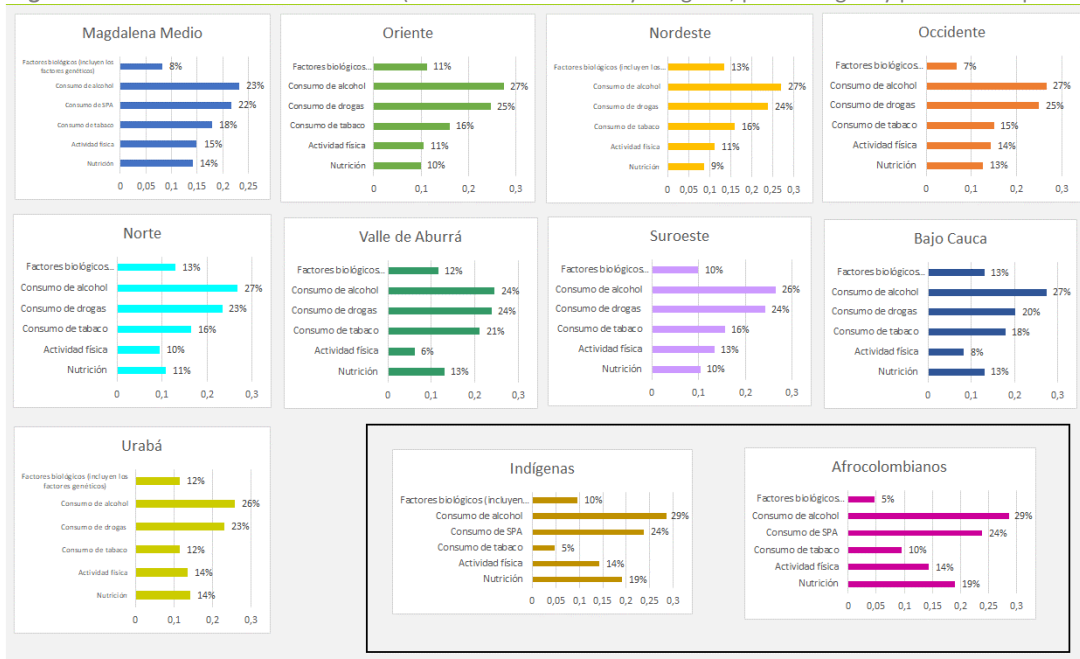 Magdalena Medio
Factores biológicos (incluyen los
factores genéticos)
8%
Consumo de alcohol
23%
Consumo de SPA
22%
Consumo de tabaco
18%
Actividad física
15%
Nutrición
14%
0 0,05 0,1 0,15 0,2 0,25
Oriente
Factores biológicos...
11%
Consumo de alcohol
27%
Consumo de drogas
25%
Consumo de tabaco
16%
Actividad física
11%
Nutrición
10%
0 0,1 0,2 0,3
Nordeste
Factores biológicos (incluyen los...
13%
Consumo de alcohol
27%
Consumo de drogas
24%
Consumo de tabaco
16%
Actividad física
11%
Nutrición
9%
0 0,05 0,1 0,15 0,2 0,25 0,3
Occidente
Factores biológicos...
7%
Consumo de alcohol
27%
Consumo de drogas
25%
Consumo de tabaco
15%
Actividad física
14%
Nutrición
13%
0 0,1 0,2 0,3
Norte
Factores biológicos...
13%
Consumo de alcohol
27%
Consumo de drogas
23%
Consumo de tabaco
16%
Actividad física
10%
Nutrición
11%
0 0,1 0,2 0,3
Valle de Aburrá
Factores biológicos...
12%
Consumo de alcohol
24%
Consumo de drogas
24%
Consumo de tabaco
21%
Actividad física
6%
Nutrición
13%
0 0,1 0,2 0,3
Suroeste
Factores biológicos...
10%
Consumo de alcohol
26%
Consumo de drogas
24%
Consumo de tabaco
16%
Actividad física
13%
Nutrición
10%
0 0,1 0,2 0,3
Bajo Cauca
Factores biológicos...
13%
Consumo de alcohol
27%
Consumo de drogas
20%
Consumo de tabaco
18%
Actividad física
8%
Nutrición
13%
0 0,1 0,2 0,3
Urabá
Factores biológicos (incluyen los
factores genéticos)
12%
Consumo de alcohol
26%
Consumo de drogas
23%
Consumo de tabaco
12%
Actividad física
14%
Nutrición
14%
0 0,1 0,2 0,3
Indígenas
Factores biológicos (incluyen...
10%
Consumo de alcohol
29%
Consumo de SPA
24%
Consumo de tabaco
5%
Actividad física
14%
Nutrición
19%
0 0,05 0,1 0,15 0,2 0,25 0,3
Afrocolombianos
Factores biológicos...
5%
Consumo de alcohol
29%
Consumo de SPA
24%
Consumo de tabaco
10%
Actividad física
14%
Nutrición
19%
0 0,05 0,1 0,15 0,2 0,25 0,3